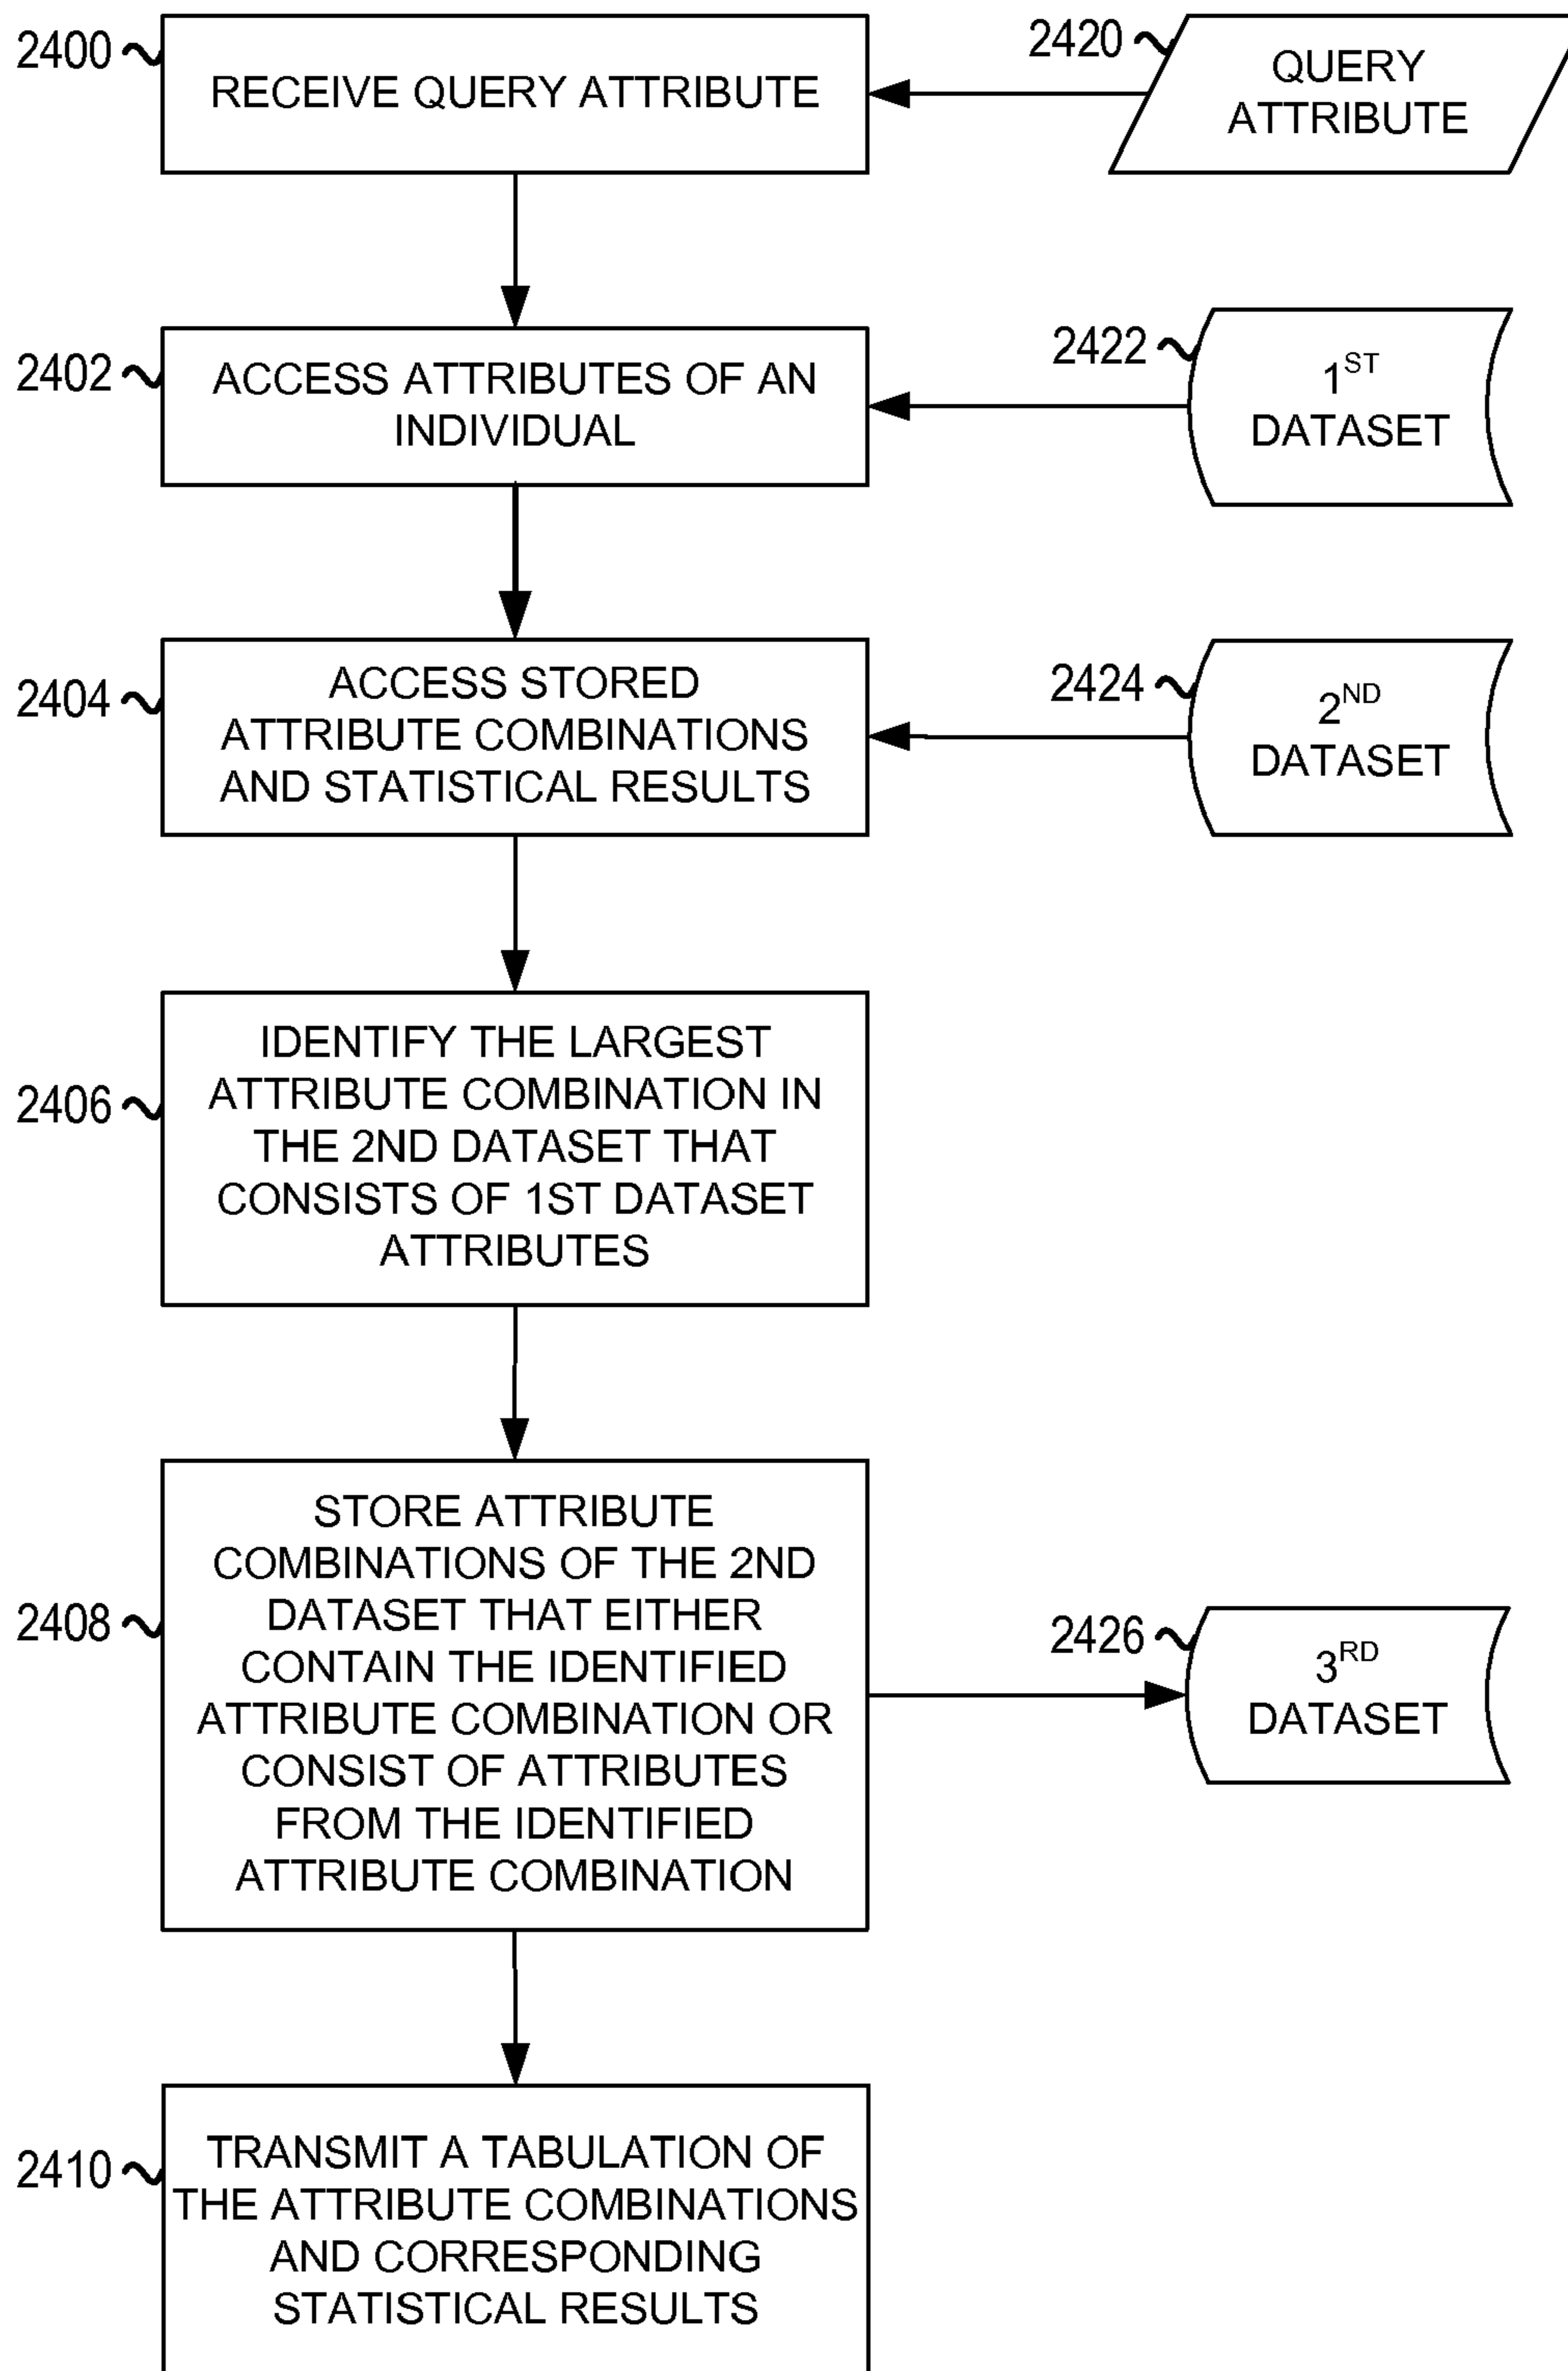 2400
RECEIVE QUERY ATTRIBUTE
2420
QUERY
ATTRIBUTE
2402
ACCESS ATTRIBUTES OF AN
INDIVIDUAL
2422
1ST
DATASET
2404
ACCESS STORED
ATTRIBUTE COMBINATIONS
AND STATISTICAL RESULTS
2424
2ND
DATASET
2406
IDENTIFY THE LARGEST
ATTRIBUTE COMBINATION IN
THE 2ND DATASET THAT
CONSISTS OF 1ST DATASET
ATTRIBUTES
2408
STORE ATTRIBUTE
COMBINATIONS OF THE 2ND
DATASET THAT EITHER
CONTAIN THE IDENTIFIED
ATTRIBUTE COMBINATION OR
CONSIST OF ATTRIBUTES
FROM THE IDENTIFIED
ATTRIBUTE COMBINATION
2426
3RD
DATASET
2410
TRANSMIT A TABULATION OF
THE ATTRIBUTE COMBINATIONS
AND CORRESPONDING
STATISTICAL RESULTS